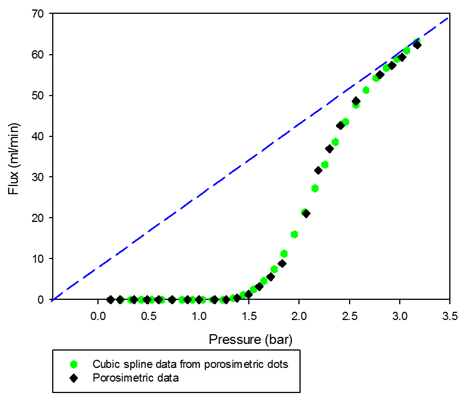 70
60
50
40
30
20
10
0
Flux (ml/min)
0.0 0.5 1.0 1.5 2.0 2.5 3.0 3.5
Pressure (bar)
Cubic spline data from porosimetric dots
Porosimetric data